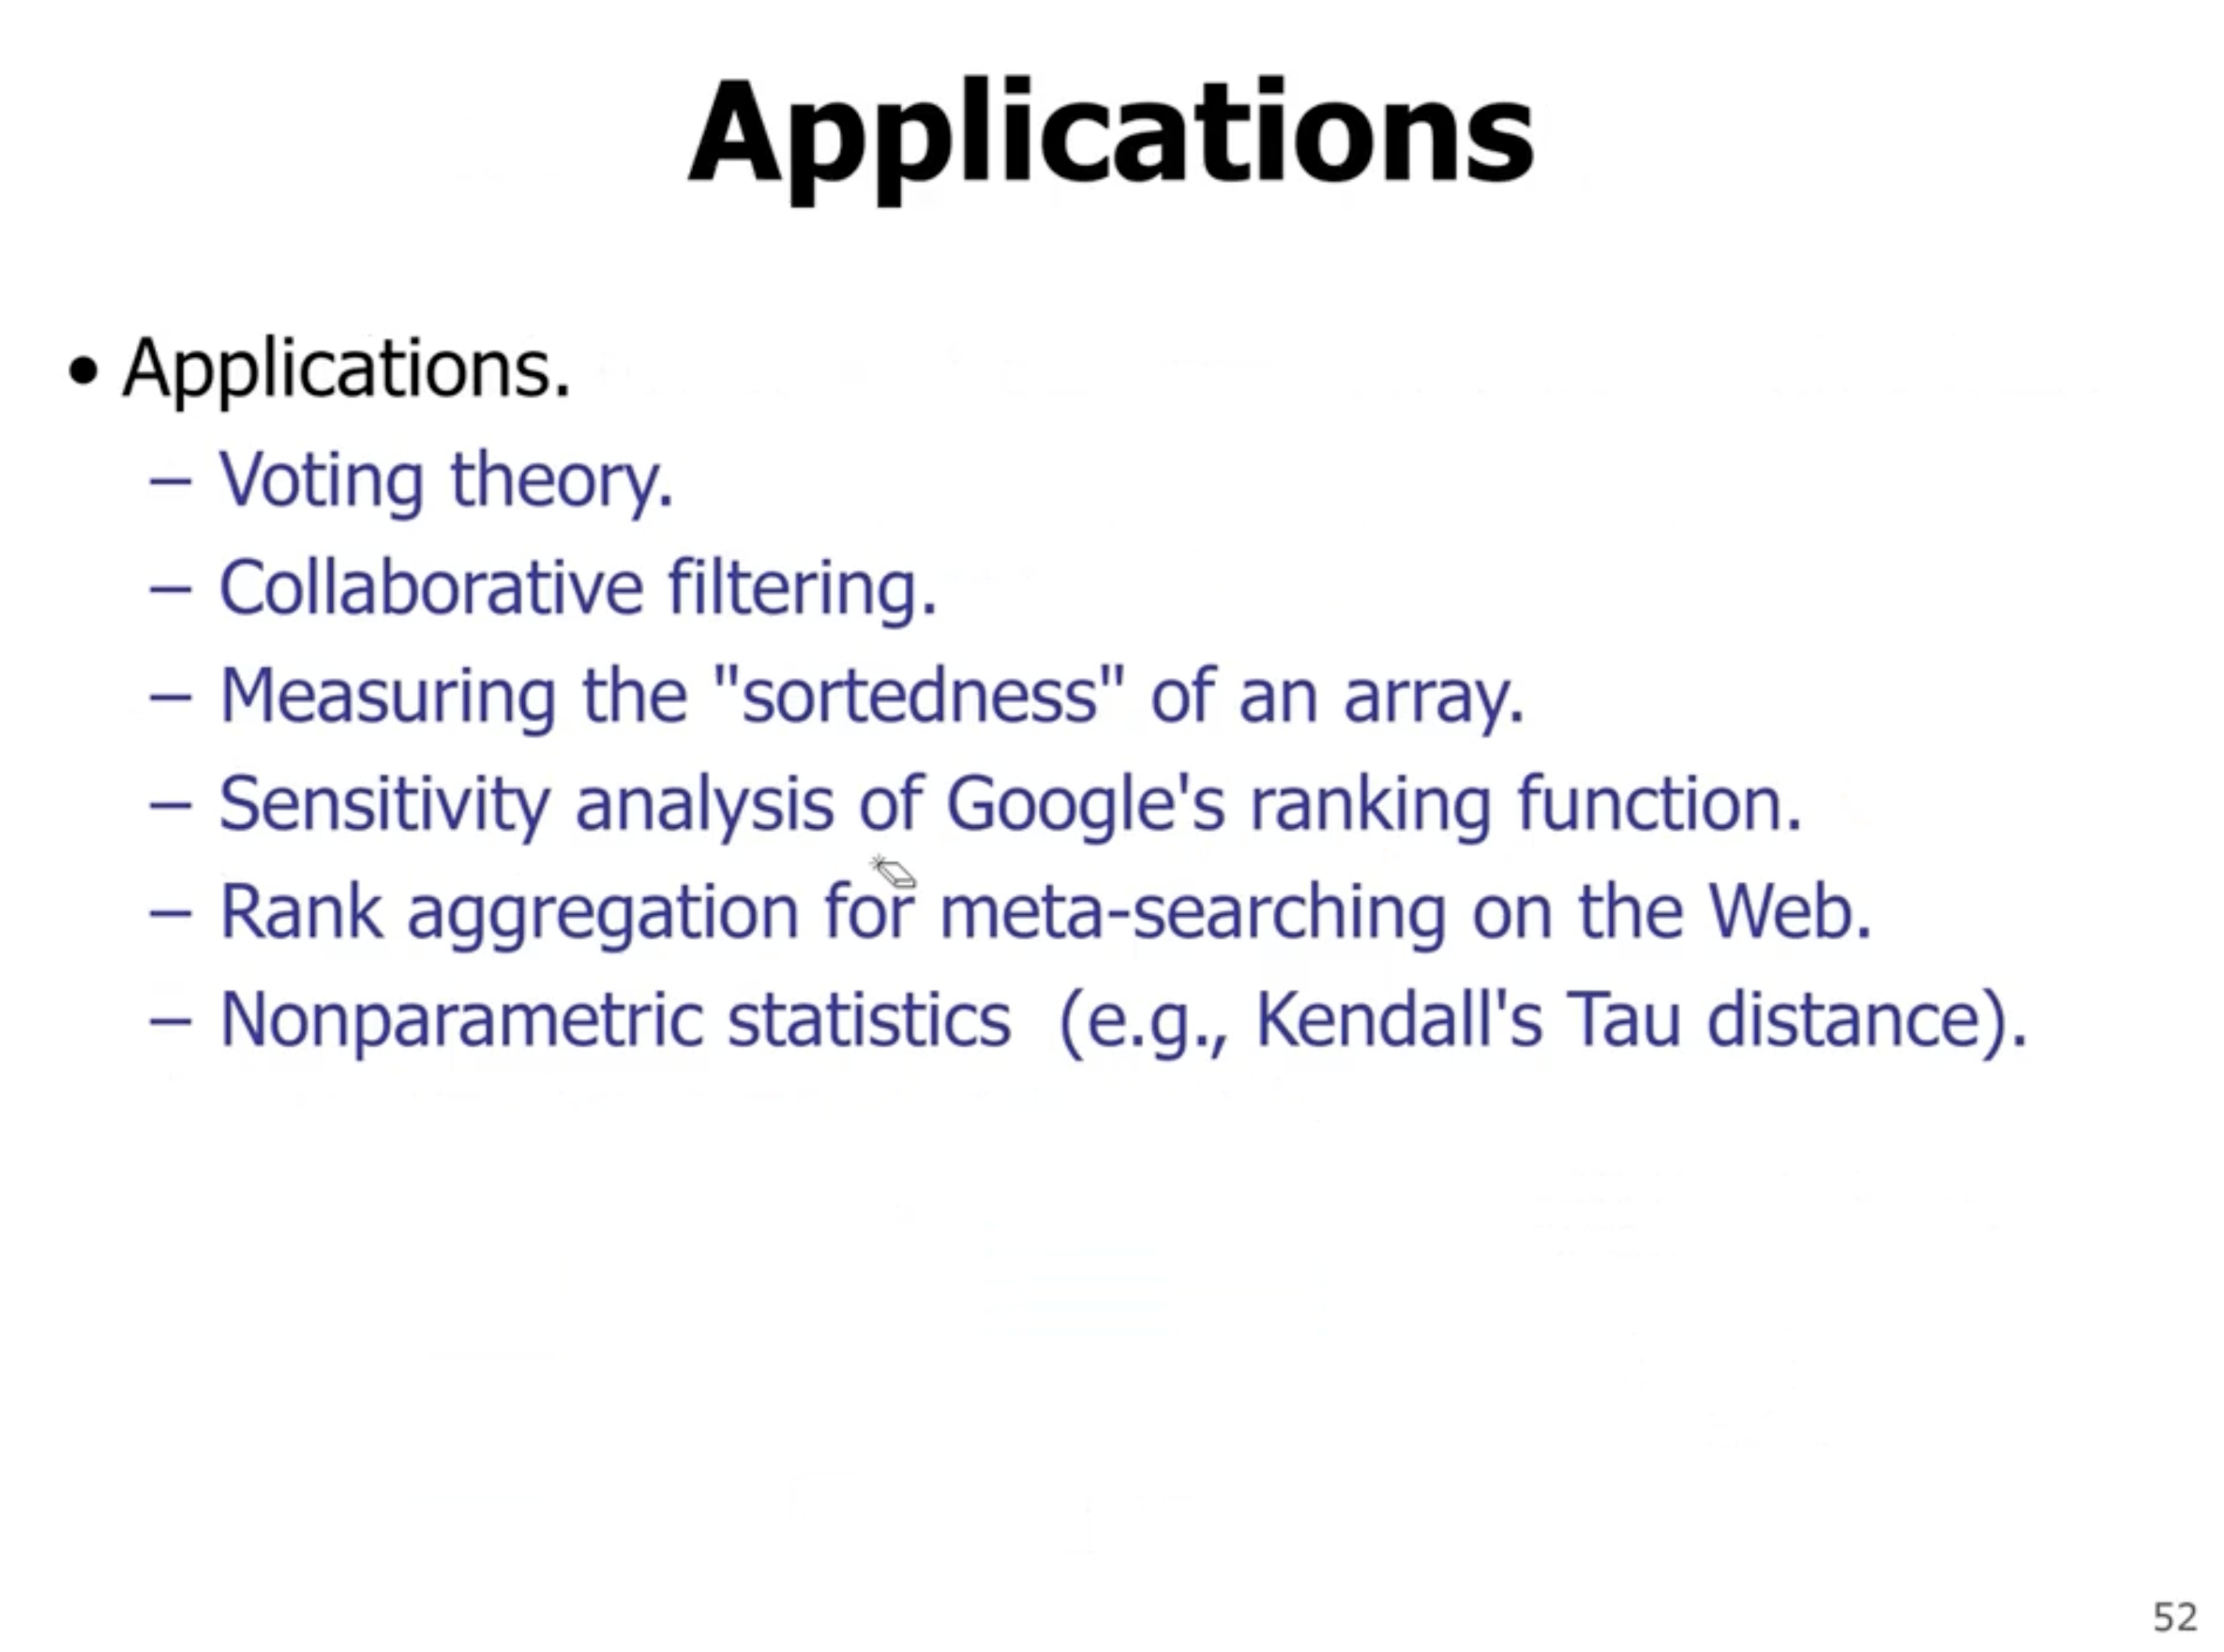 Applications
• Applications.
– Voting theory.
– Collaborative filtering.
– Measuring the "sortedness" of an array.
– Sensitivity analysis of Google's ranking function.
– Rank aggregation for meta-searching on the Web.
– Nonparametric statistics  (e.g., Kendall's Tau distance).
52